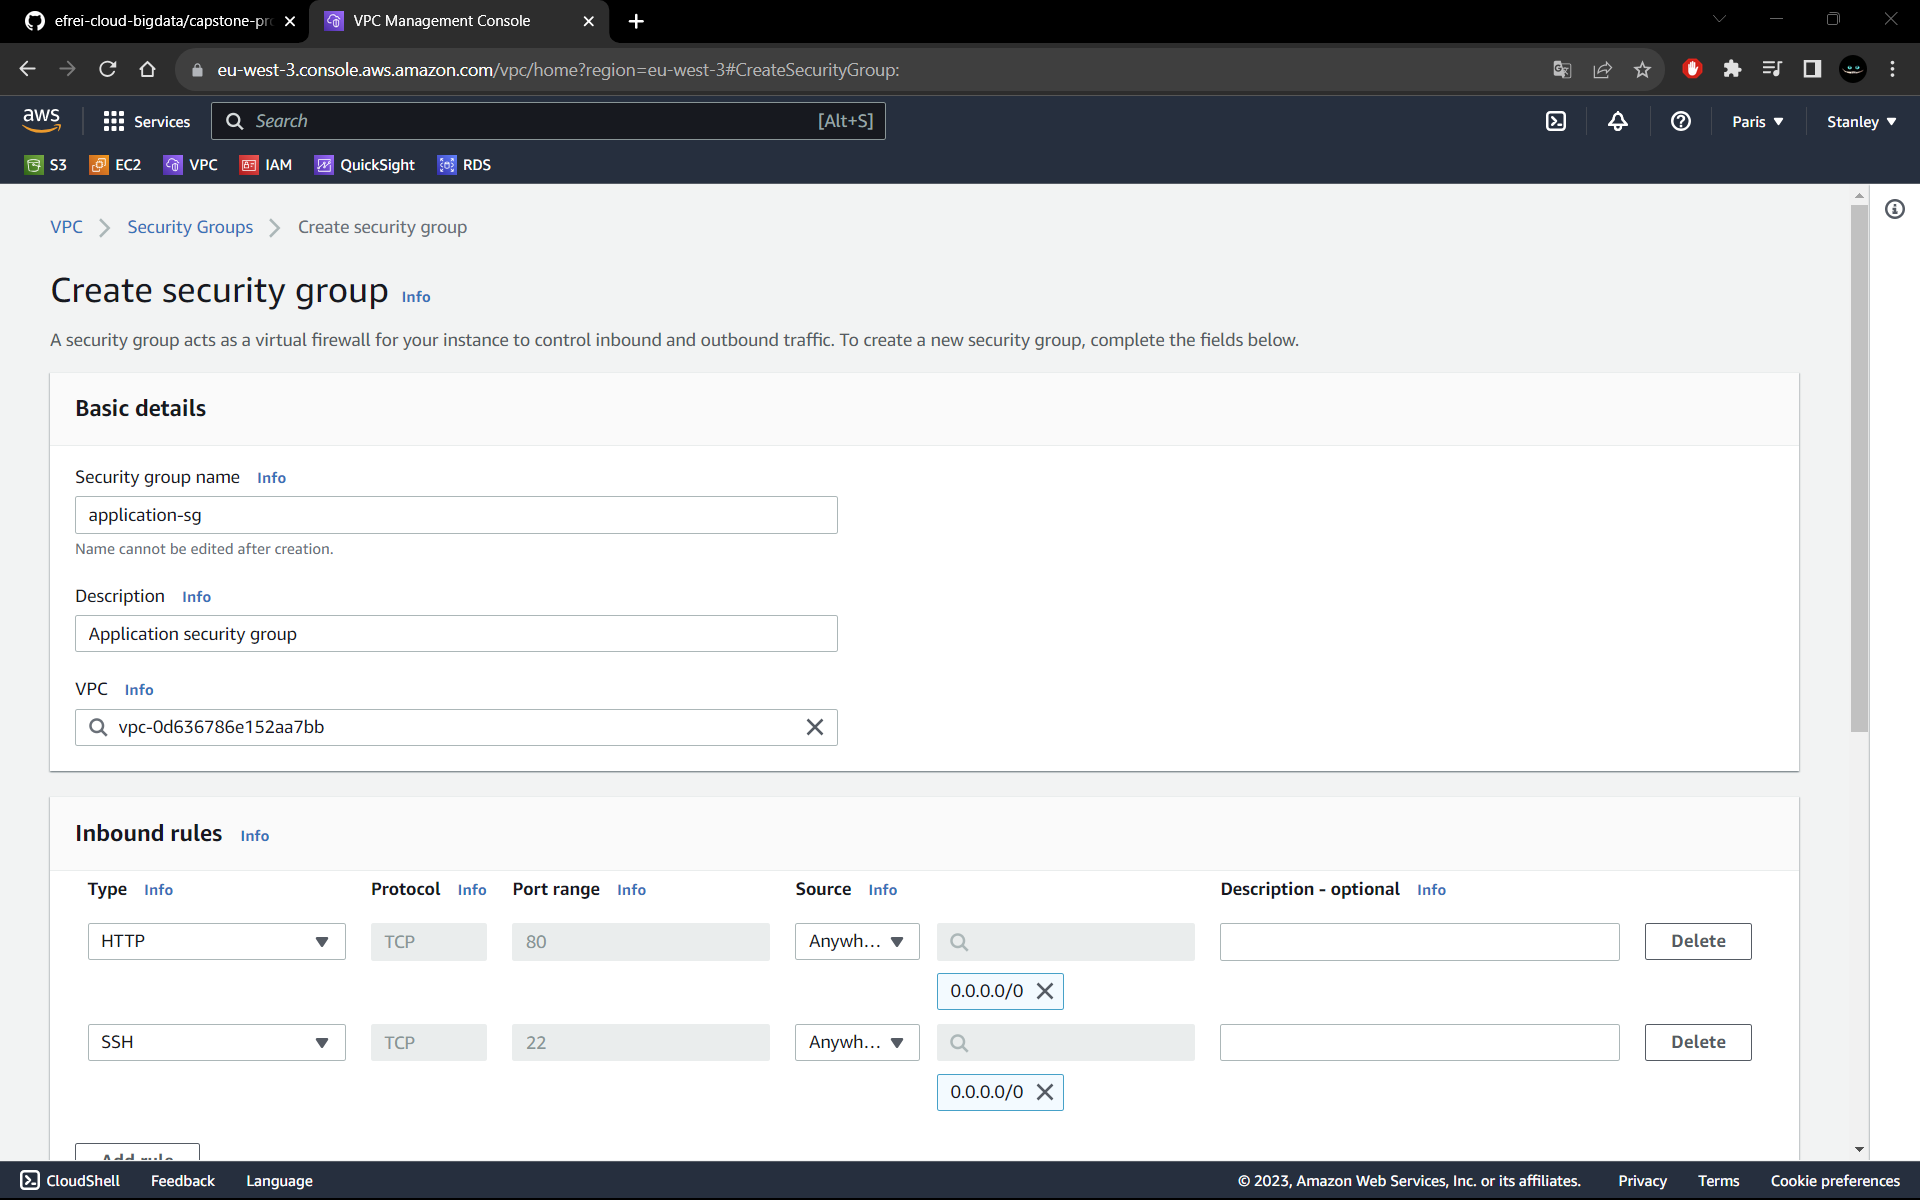 efrei-cloud-bigdata/capstone-pro
VPC Management Console
eu-west-3.console.aws.amazon.com/vpc/home?region=eu-west-3#CreateSecurityGroup:
aws
Services
Search
[Alt+S]
Paris
Stanley
S3
EC2
VPC
IAM
QuickSight
RDS
VPC
Security Groups
Create security group
Create security group Info
A security group acts as a virtual firewall for your instance to control inbound and outbound traffic. To create a new security group, complete the fields below.
Basic details
Security group name Info
application-sg
Name cannot be edited after creation.
Description Info
Application security group
VPC Info
vpc-0d636786e152aa7bb
Inbound rules Info
Type Info Protocol Info Port range Info Source Info Description - optional Info
HTTP TCP 80 Anywh... Delete
0.0.0.0/0
SSH TCP 22 Anywh... Delete
0.0.0.0/0
Add rule
CloudShell Feedback Language © 2023, Amazon Web Services, Inc. or its affiliates. Privacy Terms Cookie preferences